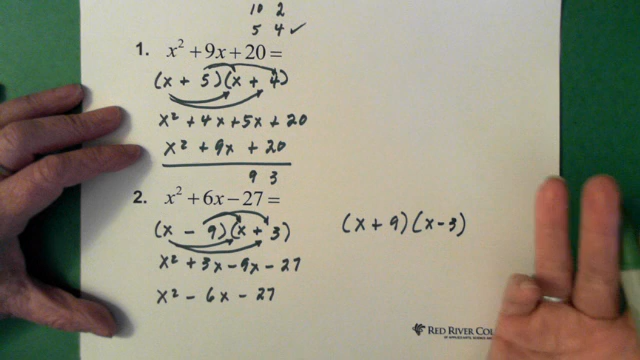 10 2
5 4 ✓
1. x² + 9x + 20 =
(x + 5)(x + 4)
x² + 4x + 5x + 20
x² + 9x + 20
9 3
2. x² + 6x − 27 =
(x − 9)(x + 3) (x + 9)(x − 3)
x² + 3x − 9x − 27
x² − 6x − 27
RED RIVER